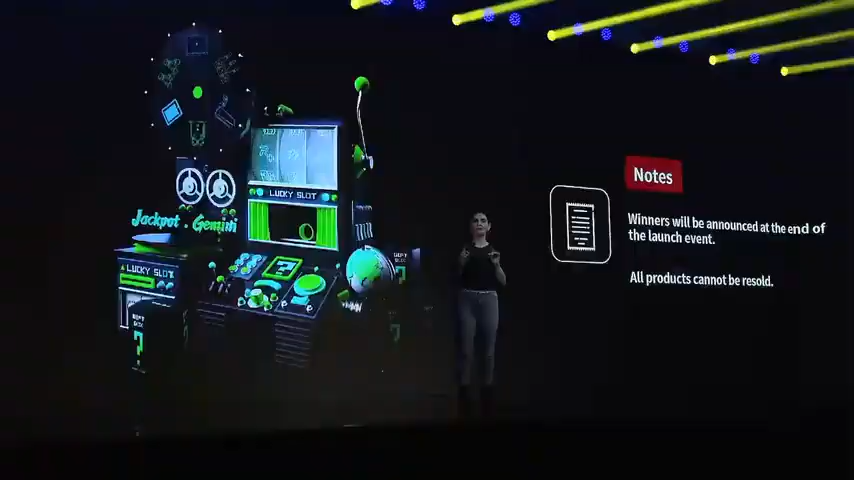 LUCKY SLOT
Jackpot . Gemini
LUCKY SLOT
?
?
Notes
Winners will be announced at the end of
the launch event.
All products cannot be resold.